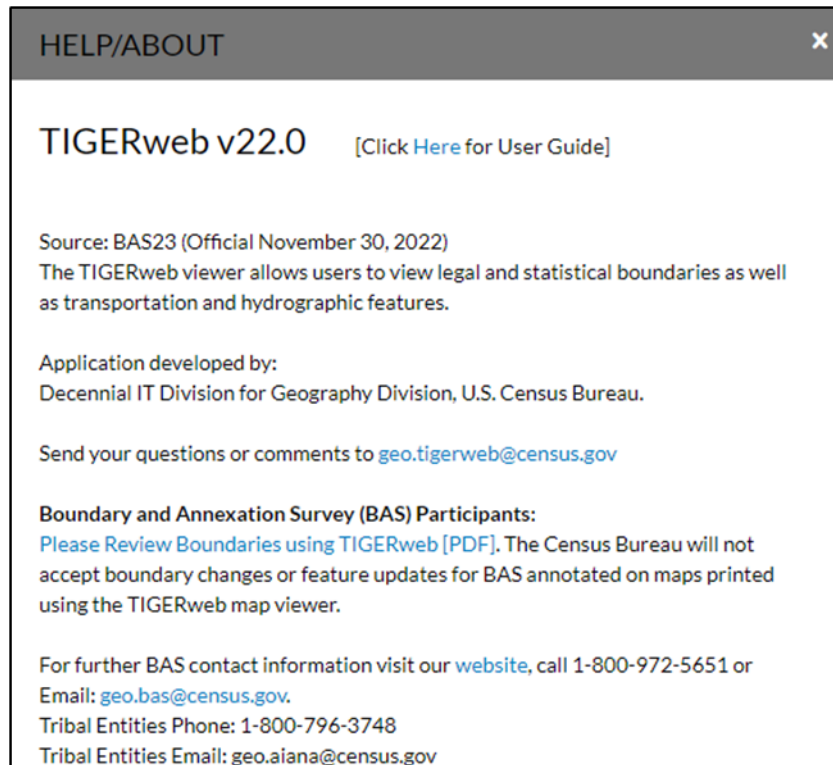 HELP/ABOUT ×
TIGERweb v22.0 [Click Here for User Guide]
Source: BAS23 (Official November 30, 2022)
The TIGERweb viewer allows users to view legal and statistical boundaries as well
as transportation and hydrographic features.
Application developed by:
Decennial IT Division for Geography Division, U.S. Census Bureau.
Send your questions or comments to geo.tigerweb@census.gov
Boundary and Annexation Survey (BAS) Participants:
Please Review Boundaries using TIGERweb [PDF]. The Census Bureau will not
accept boundary changes or feature updates for BAS annotated on maps printed
using the TIGERweb map viewer.
For further BAS contact information visit our website, call 1-800-972-5651 or
Email: geo.bas@census.gov.
Tribal Entities Phone: 1-800-796-3748
Tribal Entities Email: geo.aiana@census.gov